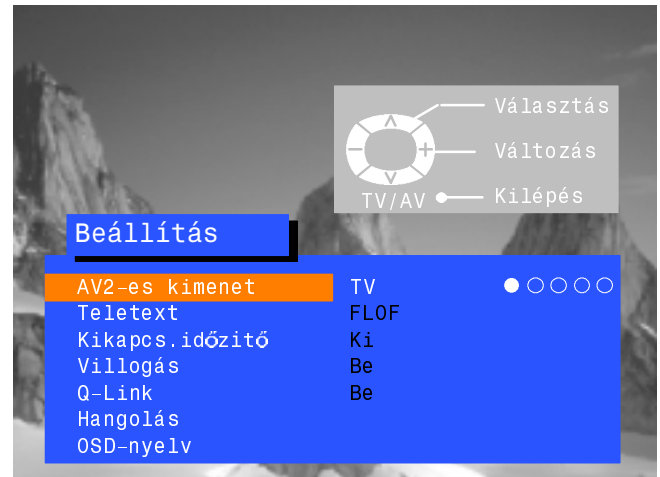 Választás
Változás
TV/AV Kilépés
Beállítás
AV2-es kimenet TV
Teletext FLOF
Kikapcs.időzitő Ki
Villogás Be
Q-Link Be
Hangolás
OSD-nyelv